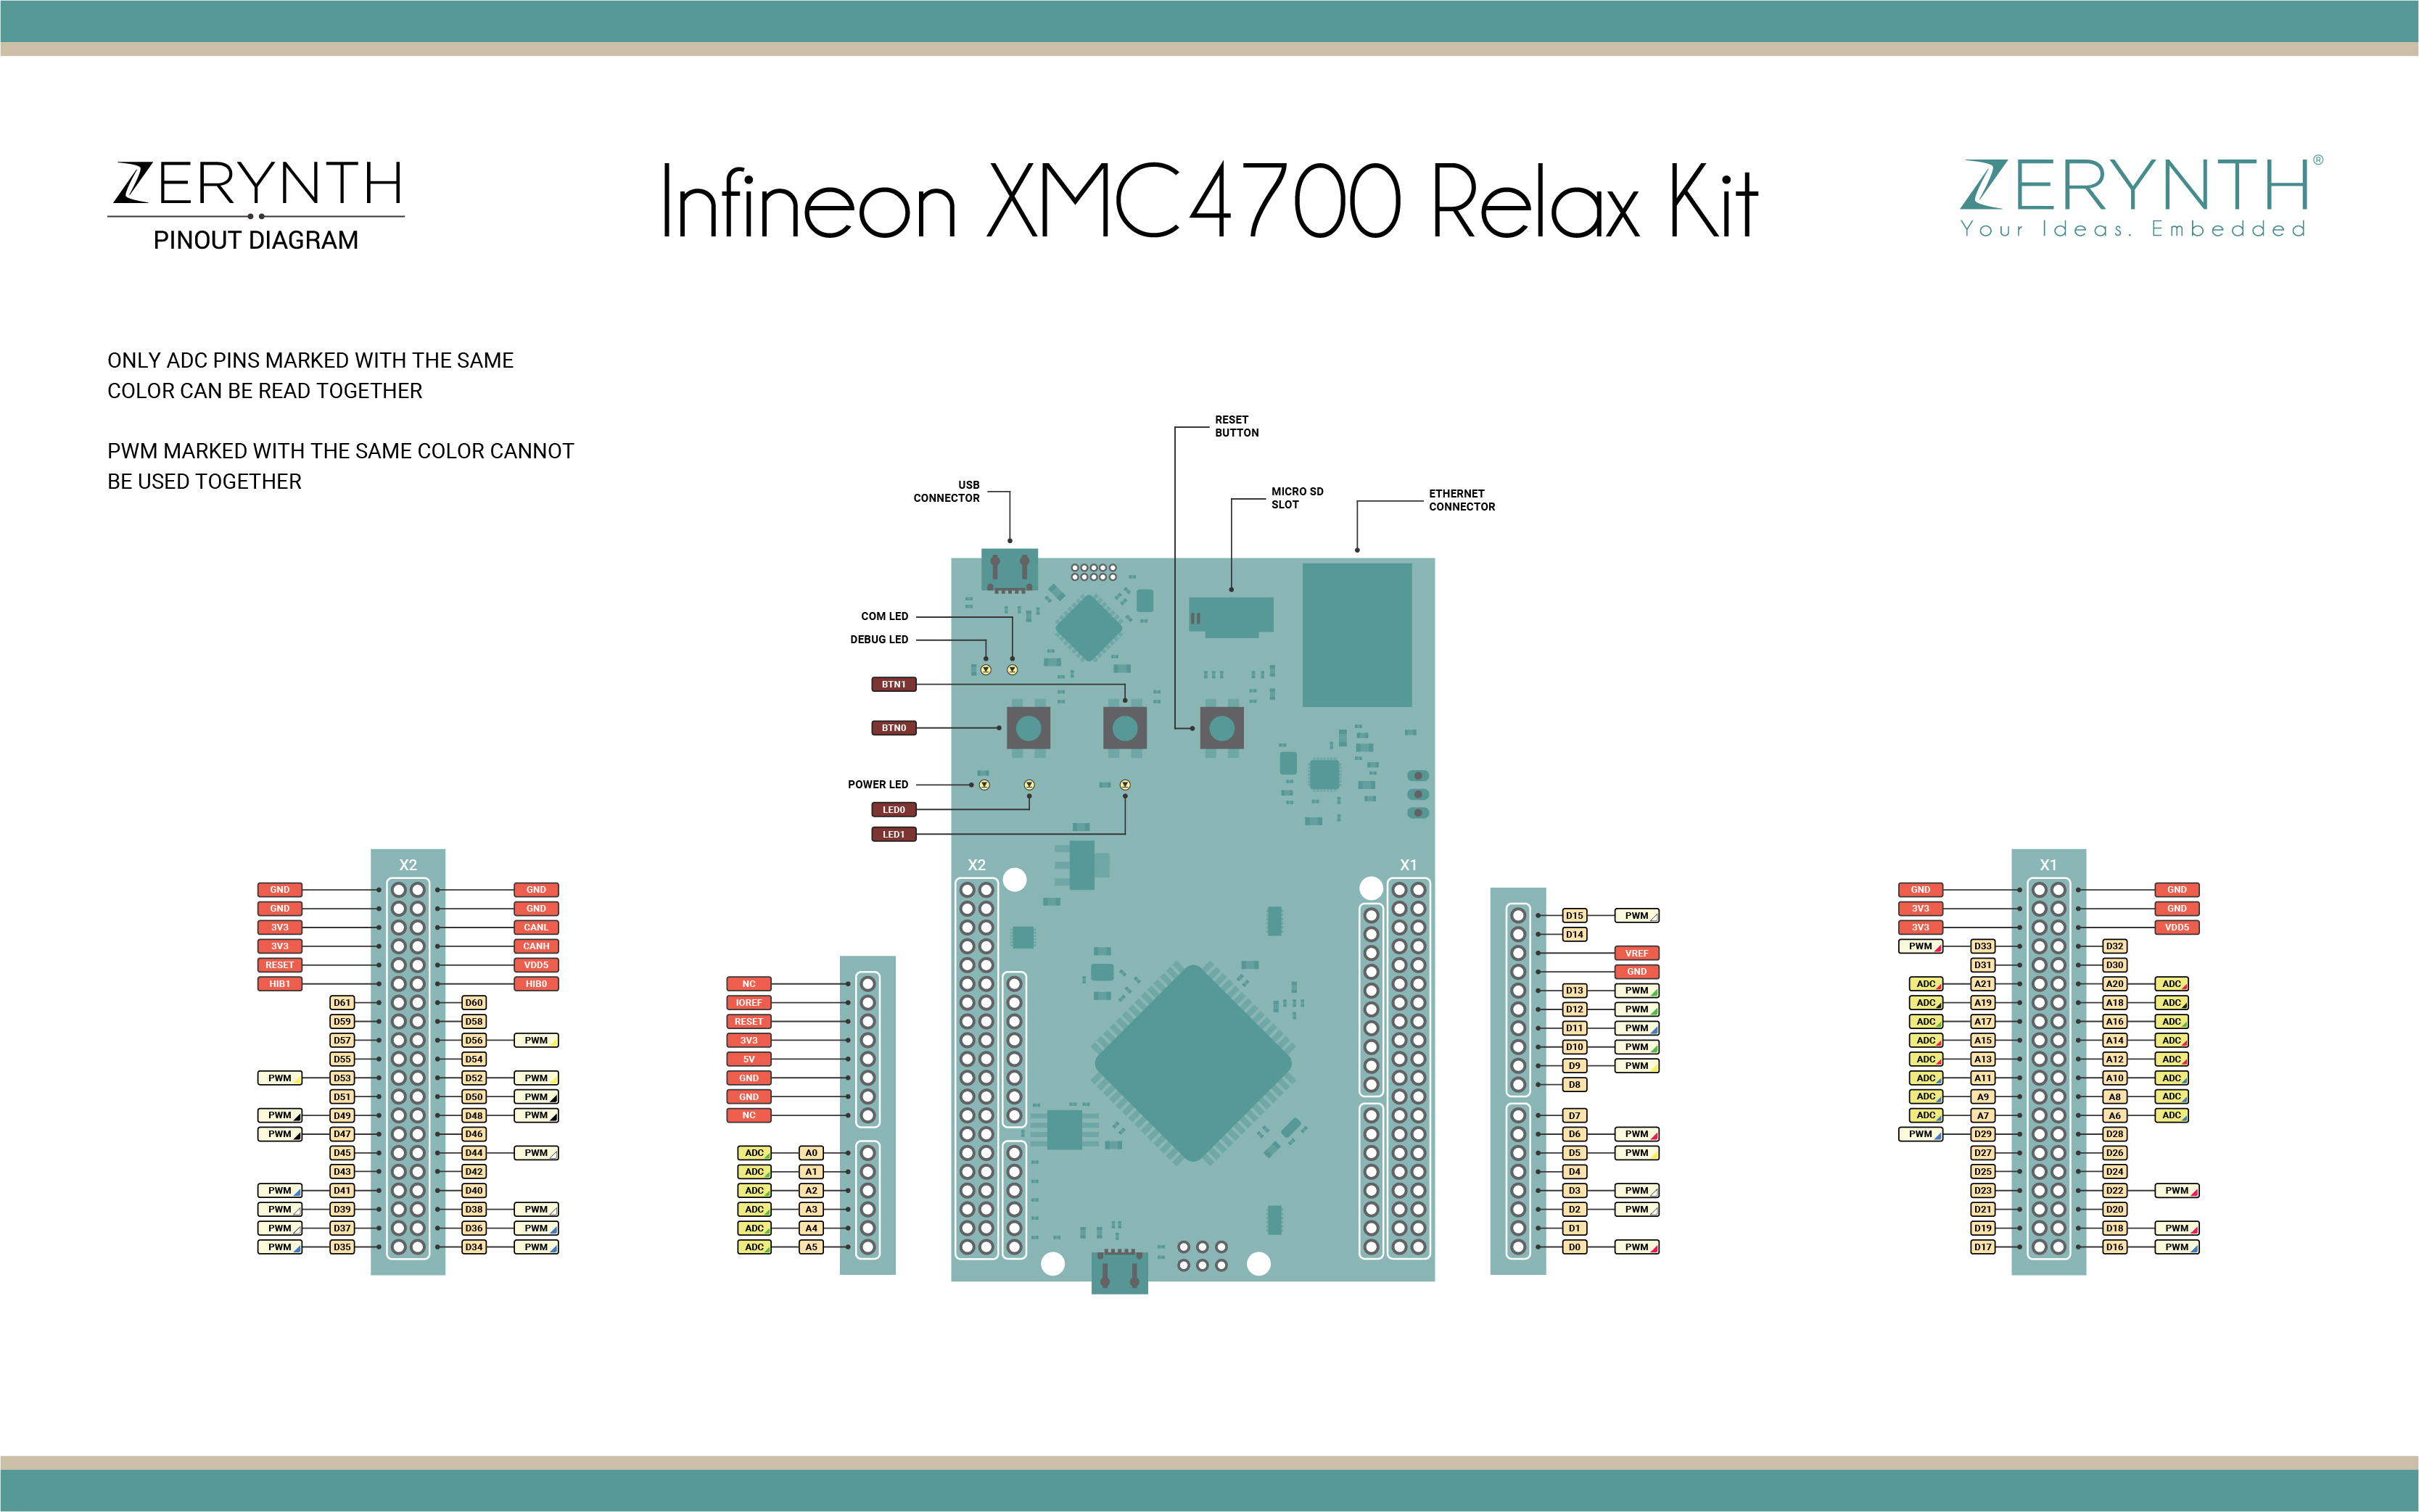 ZERYNTH
PINOUT DIAGRAM
Infineon XMC4700 Relax Kit
ZERYNTH®
Your Ideas. Embedded
ONLY ADC PINS MARKED WITH THE SAME
COLOR CAN BE READ TOGETHER
PWM MARKED WITH THE SAME COLOR CANNOT
BE USED TOGETHER
RESET
BUTTON
USB
CONNECTOR
MICRO SD
SLOT
ETHERNET
CONNECTOR
COM LED
DEBUG LED
BTN1
BTN0
POWER LED
LED0
LED1
X2
GND GND
GND GND
3V3 CANL
3V3 CANH
RESET VDD5
HIB1 HIB0
D61 D60
D59 D58
D57 D56 PWM
D55 D54
PWM D53 D52 PWM
D51 D50 PWM
PWM D49 D48 PWM
PWM D47 D46
D45 D44 PWM
D43 D42
PWM D41 D40
PWM D39 D38 PWM
PWM D37 D36 PWM
PWM D35 D34 PWM
NC
IOREF
RESET
3V3
5V
GND
GND
NC
ADC A0
ADC A1
ADC A2
ADC A3
ADC A4
ADC A5
X2
X1
D15 PWM
D14
VREF
GND
D13 PWM
D12 PWM
D11 PWM
D10 PWM
D9 PWM
D8
D7
D6 PWM
D5 PWM
D4
D3 PWM
D2 PWM
D1
D0 PWM
X1
GND GND
3V3 GND
3V3 VDD5
PWM D33 D32
D31 D30
ADC A21 A20 ADC
ADC A19 A18 ADC
ADC A17 A16 ADC
ADC A15 A14 ADC
ADC A13 A12 ADC
ADC A11 A10 ADC
ADC A9 A8 ADC
ADC A7 A6 ADC
PWM D29 D28
D27 D26
D25 D24
D23 D22 PWM
D21 D20
D19 D18 PWM
D17 D16 PWM